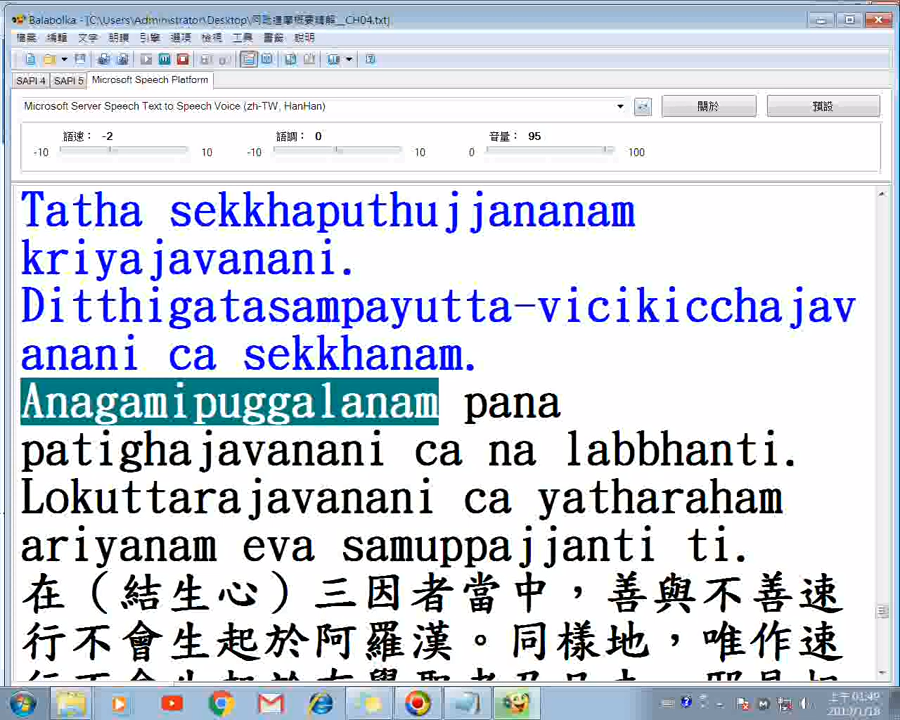 Balabolka - [C:\Users\Administrator\Desktop\阿毗達摩概要精解__CH04.txt]
檔案 編輯 文字 朗讀 引擎 選項 檢視 工具 書籤 說明
SAPI 4 SAPI 5 Microsoft Speech Platform
Microsoft Server Speech Text to Speech Voice (zh-TW, HanHan) 關於 預設
語速： -2 語調： 0 音量： 95
-10 10 -10 10 0 100
Tatha sekkhaputhujjananam
kriyajavanani.
Ditthigatasampayutta-vicikicchajav
anani ca sekkhanam.
Anagamipuggalanam pana
patighajavanani ca na labbhanti.
Lokuttarajavanani ca yatharaham
ariyanam eva samuppajjanti ti.
在（結生心）三因者當中，善與不善速
行不會生起於阿羅漢。同樣地，唯作速
上午 01:49
2019/1/18